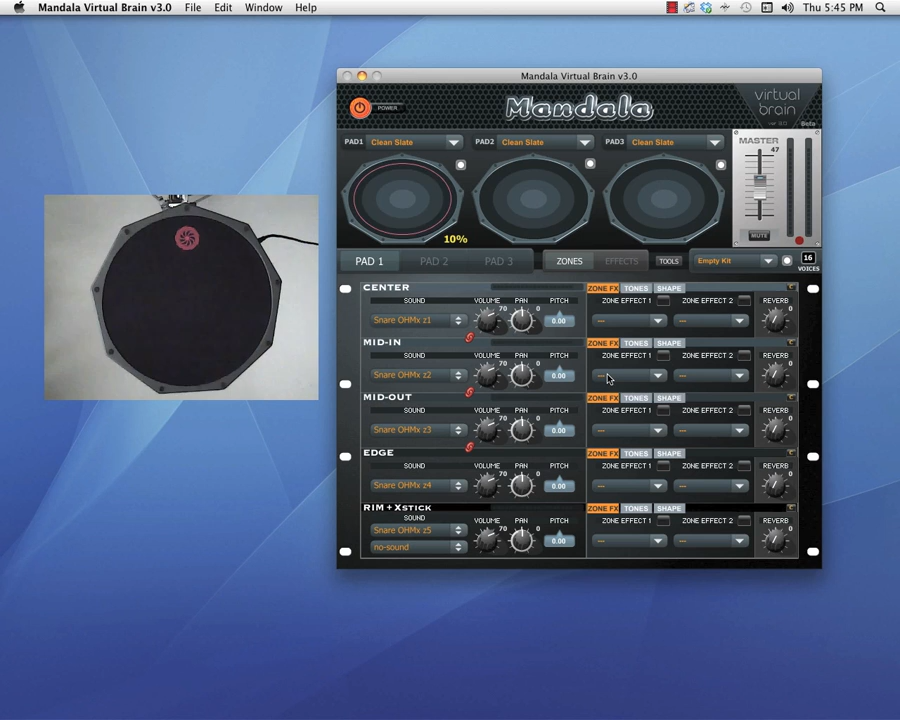 Mandala Virtual Brain v3.0 File Edit Window Help Thu 5:45 PM
Mandala Virtual Brain v3.0
POWER
Mandala
virtual
brain
Beta
PAD1 Clean Slate PAD2 Clean Slate PAD3 Clean Slate
MASTER
47
MUTE
10%
PAD 1 PAD 2 PAD 3 ZONES EFFECTS TOOLS Empty Kit 16
VOICES
CENTER ZONE FX TONES SHAPE
SOUND VOLUME PAN PITCH ZONE EFFECT 1 ZONE EFFECT 2 REVERB
70 0
Snare OHMx z1 0.00 --- ---
MID-IN ZONE FX TONES SHAPE
SOUND VOLUME PAN PITCH ZONE EFFECT 1 ZONE EFFECT 2 REVERB
70 0
Snare OHMx z2 0.00 --- ---
MID-OUT ZONE FX TONES SHAPE
SOUND VOLUME PAN PITCH ZONE EFFECT 1 ZONE EFFECT 2 REVERB
70 0
Snare OHMx z3 0.00 --- ---
EDGE ZONE FX TONES SHAPE
SOUND VOLUME PAN PITCH ZONE EFFECT 1 ZONE EFFECT 2 REVERB
70 0
Snare OHMx z4 0.00 --- ---
RIM+XSTICK ZONE FX TONES SHAPE
SOUND VOLUME PAN PITCH ZONE EFFECT 1 ZONE EFFECT 2 REVERB
70 0
Snare OHMx z5
no-sound 0.00 --- ---